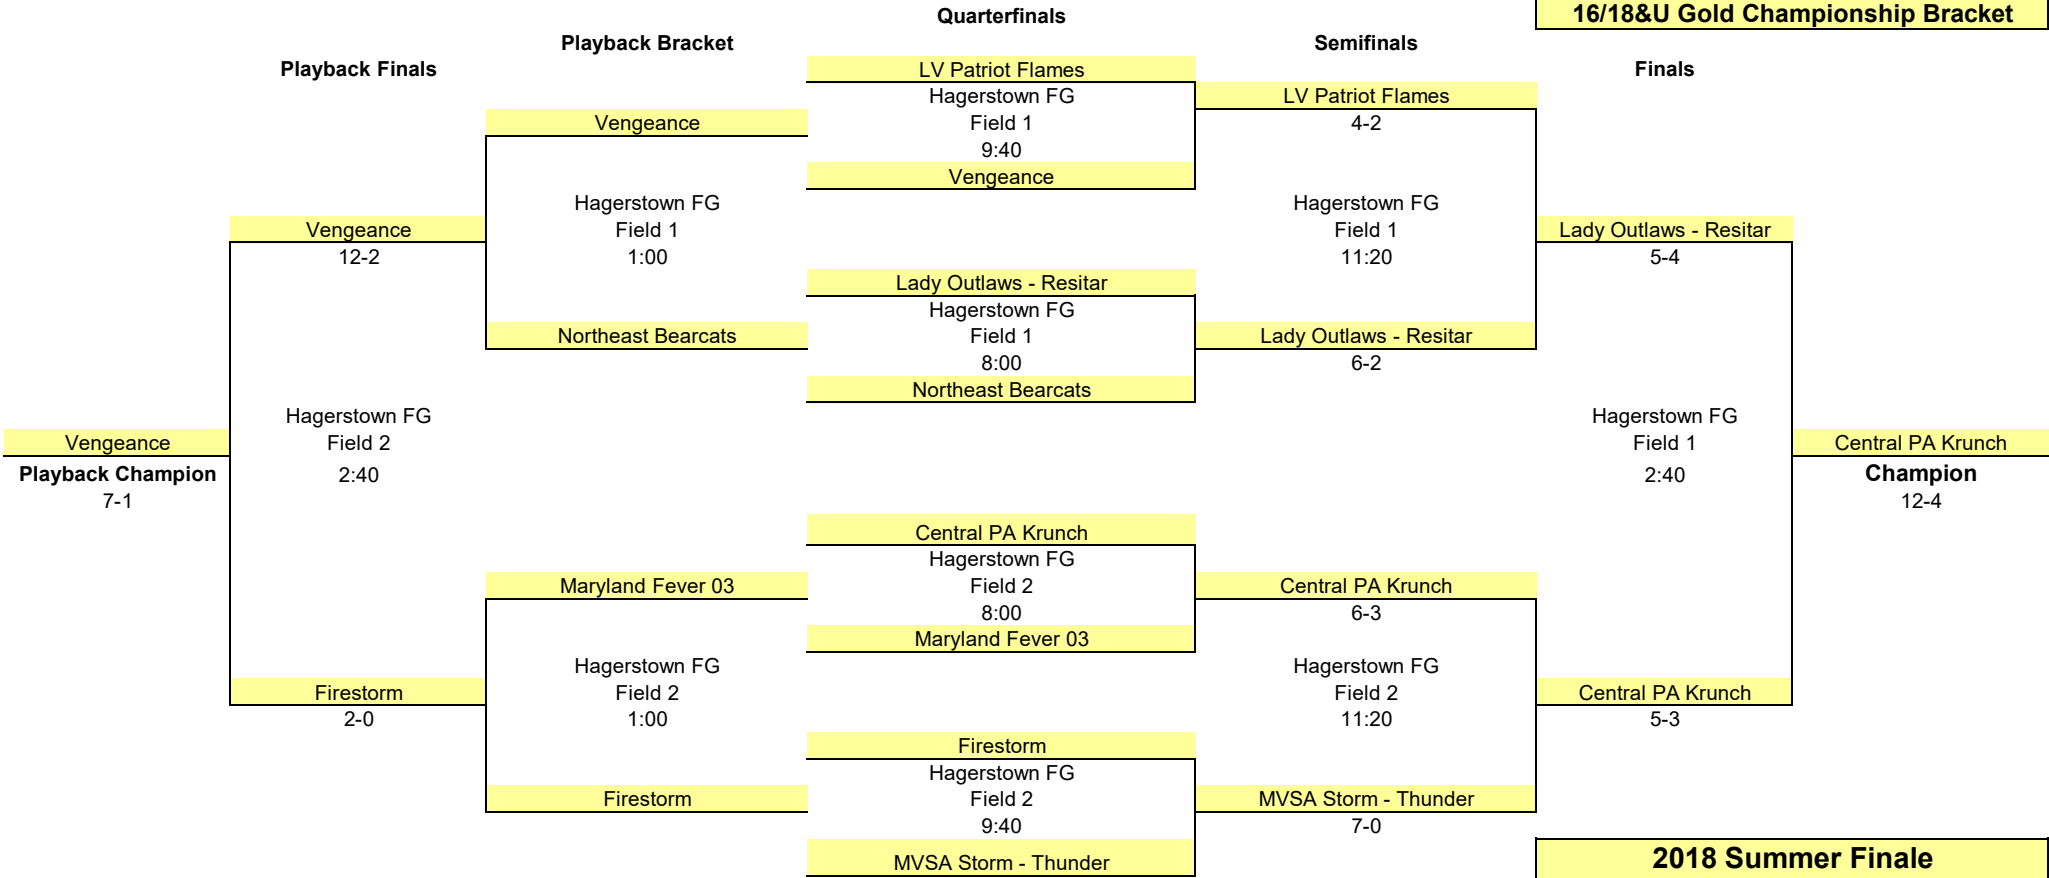 Quarterfinals
16/18&U Gold Championship Bracket
Playback Bracket
Semifinals
Playback Finals
LV Patriot Flames
Finals
Hagerstown FG
LV Patriot Flames
Vengeance
Field 1
4-2
9:40
Vengeance
Hagerstown FG
Hagerstown FG
Vengeance
Field 1
Field 1
Lady Outlaws - Resitar
12-2
1:00
11:20
5-4
Lady Outlaws - Resitar
Hagerstown FG
Northeast Bearcats
Field 1
Lady Outlaws - Resitar
8:00
6-2
Northeast Bearcats
Hagerstown FG
Hagerstown FG
Vengeance
Field 2
Field 1
Central PA Krunch
Playback Champion
2:40
2:40
Champion
7-1
12-4
Central PA Krunch
Hagerstown FG
Maryland Fever 03
Field 2
Central PA Krunch
8:00
6-3
Maryland Fever 03
Hagerstown FG
Hagerstown FG
Firestorm
Field 2
Field 2
Central PA Krunch
2-0
1:00
11:20
5-3
Firestorm
Hagerstown FG
Firestorm
Field 2
MVSA Storm - Thunder
9:40
7-0
MVSA Storm - Thunder
2018 Summer Finale